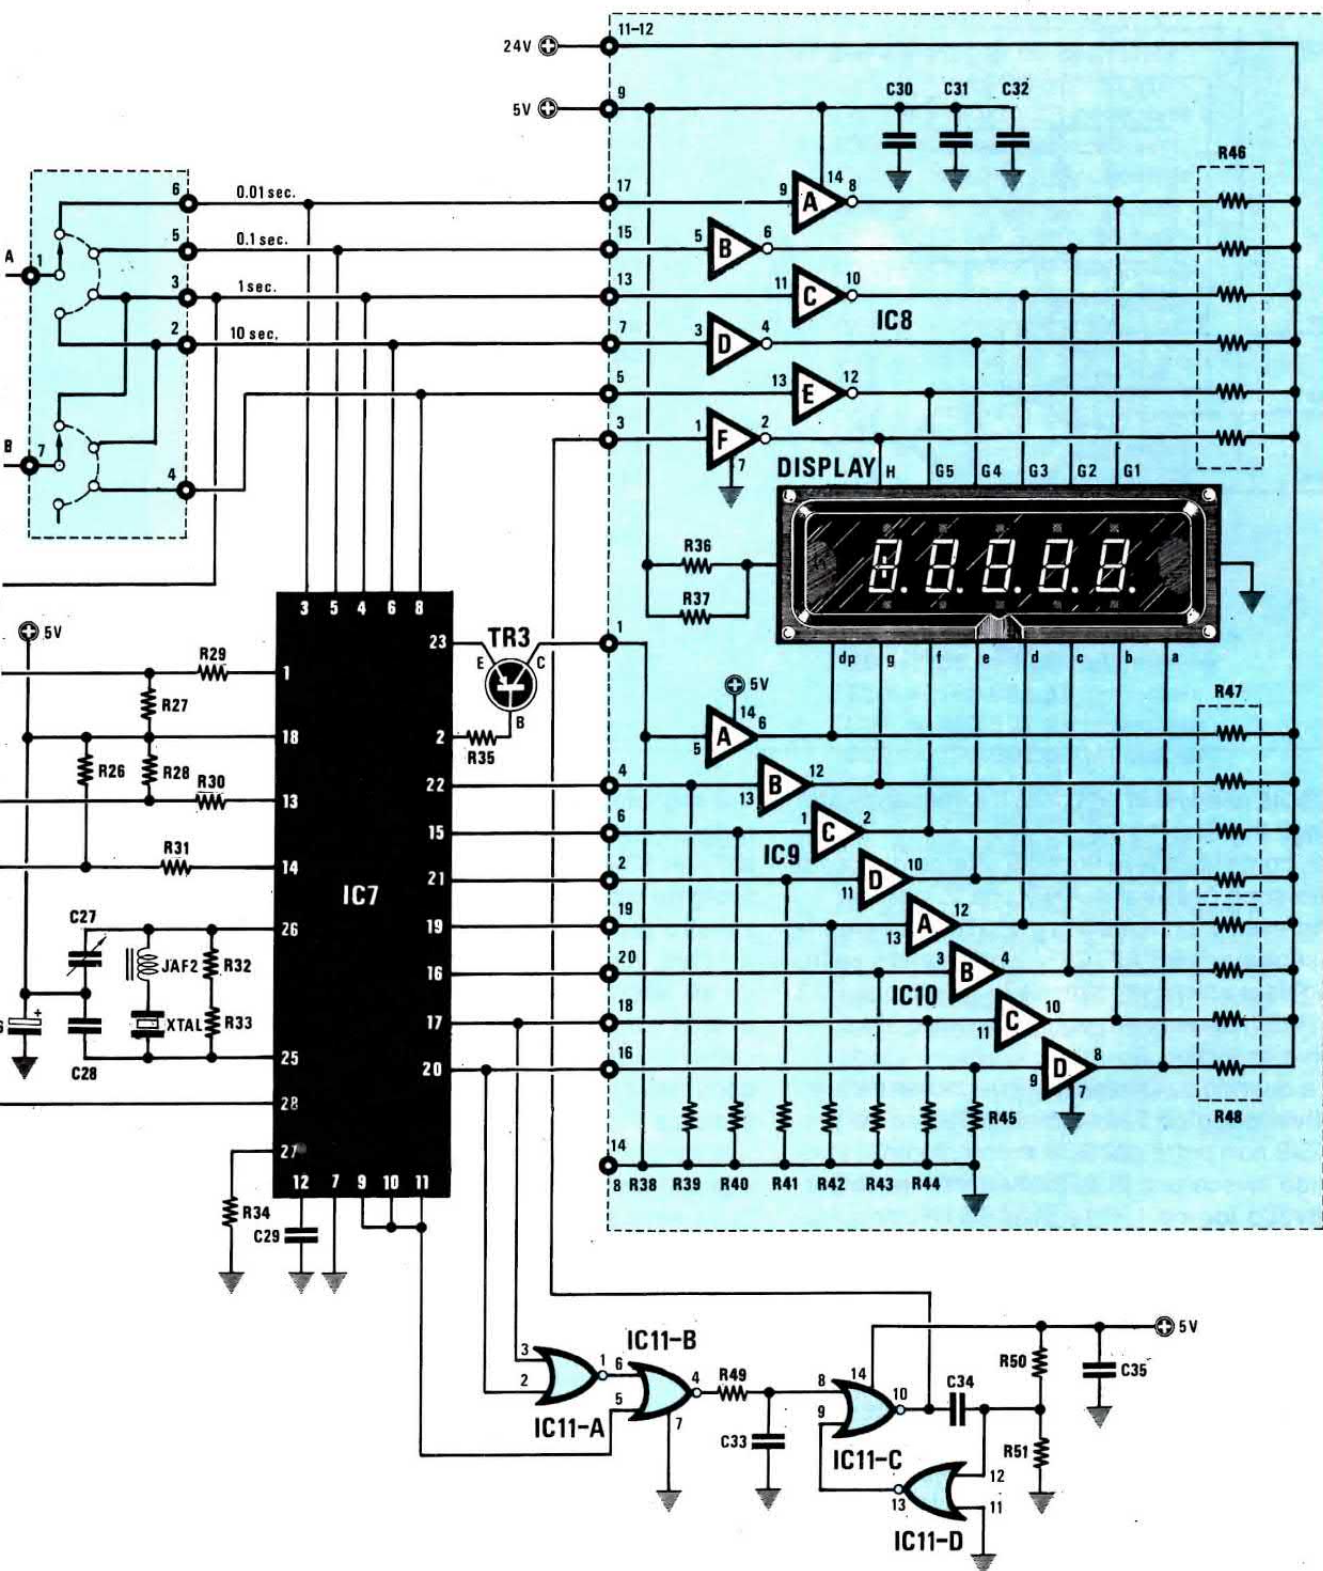 11-12
24V
9
5V
C30 C31 C32
R46
6 0.01 sec. 17 9 A 14 8
5 0.1 sec. 15 5 B 6
A 1
3 1 sec. 13 11 C 10
IC8
2 10 sec. 7 3 D 4
5 13 E 12
3 1 F 2
7
B 7
4
DISPLAY H G5 G4 G3 G2 G1
8.8.8.8.8.
R36
R37
3 5 4 6 8
5V
23 TR3 1
E C
B
dp g f e d c b a
R29 1
R27
5V
R47
18 2 R35
14 A 6
5
R26 R28 R30
22 4 13 B 12
13
15 6 1 C 2
IC9
R31 14
21 2 11 D 10
IC7
C27 26 19 19 13 A 12
JAF2 R32
16 20 3 B 4
IC10
XTAL R33
17 18 11 C 10
C28 25
20 16 9 D 8
7
28
R45 R48
27
14
8 R38 R39 R40 R41 R42 R43 R44
12 7 9 10 11
R34 C29
5V
IC11-B
3 1 6 4 R49 8 14 10 C34 R50 C35
2 5 9
IC11-A 7
C33 IC11-C R51
12
13 11
IC11-D